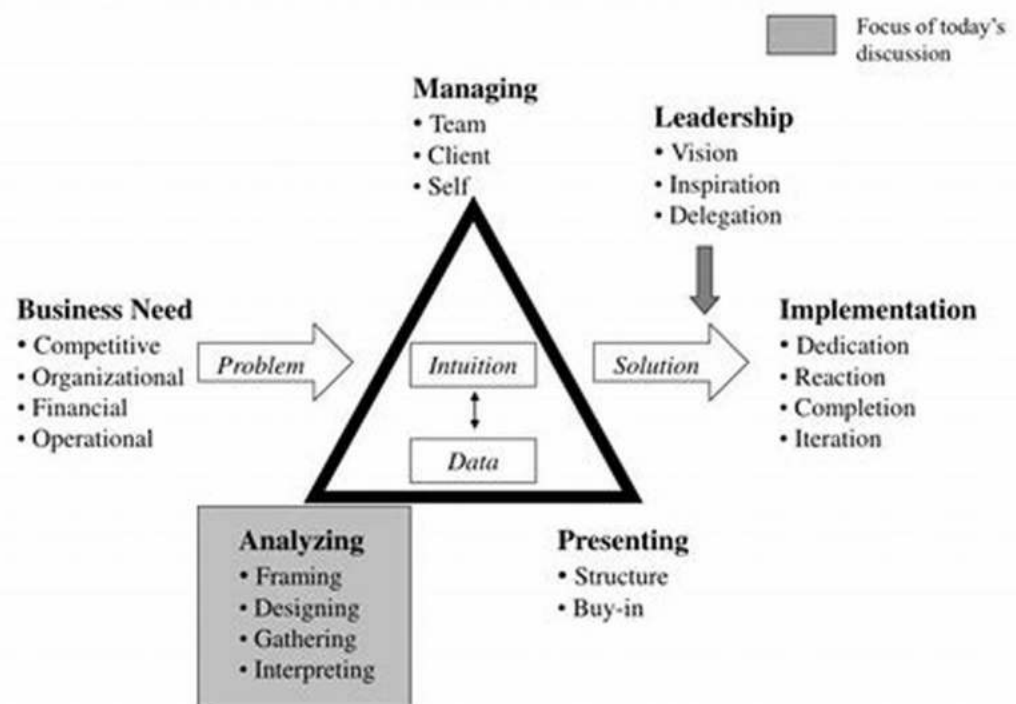 Focus of today's
discussion
Managing
• Team
• Client
• Self
Leadership
• Vision
• Inspiration
• Delegation
Business Need
• Competitive
• Organizational
• Financial
• Operational
Problem
Intuition
Data
Solution
Implementation
• Dedication
• Reaction
• Completion
• Iteration
Analyzing
• Framing
• Designing
• Gathering
• Interpreting
Presenting
• Structure
• Buy-in